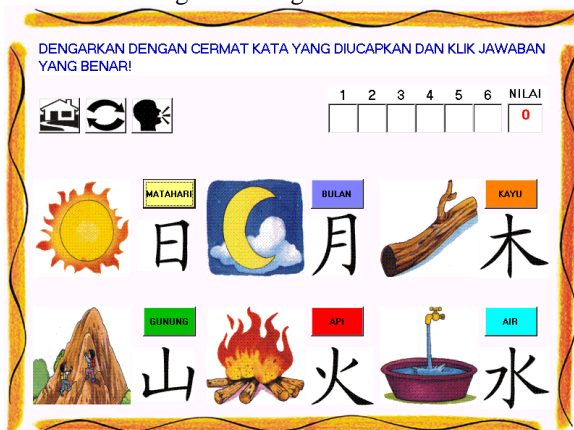 DENGARKAN DENGAN CERMAT KATA YANG DIUCAPKAN DAN KLIK JAWABAN
YANG BENAR!
1 2 3 4 5 6 NILAI
0
MATAHARI
日
BULAN
月
KAYU
木
GUNUNG
山
API
火
AIR
水